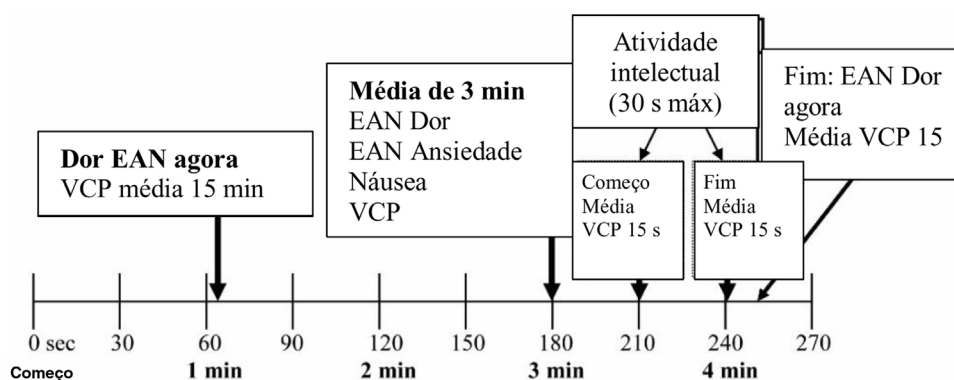 Dor EAN agora
VCP média 15 min
Média de 3 min
EAN Dor
EAN Ansiedade
Náusea
VCP
Atividade
intelectual
(30 s máx)
Começo
Média
VCP 15 s
Fim
Média
VCP 15 s
Fim: EAN Dor
agora
Média VCP 15
0 sec 30 60 90 120 150 180 210 240 270
Começo 1 min 2 min 3 min 4 min